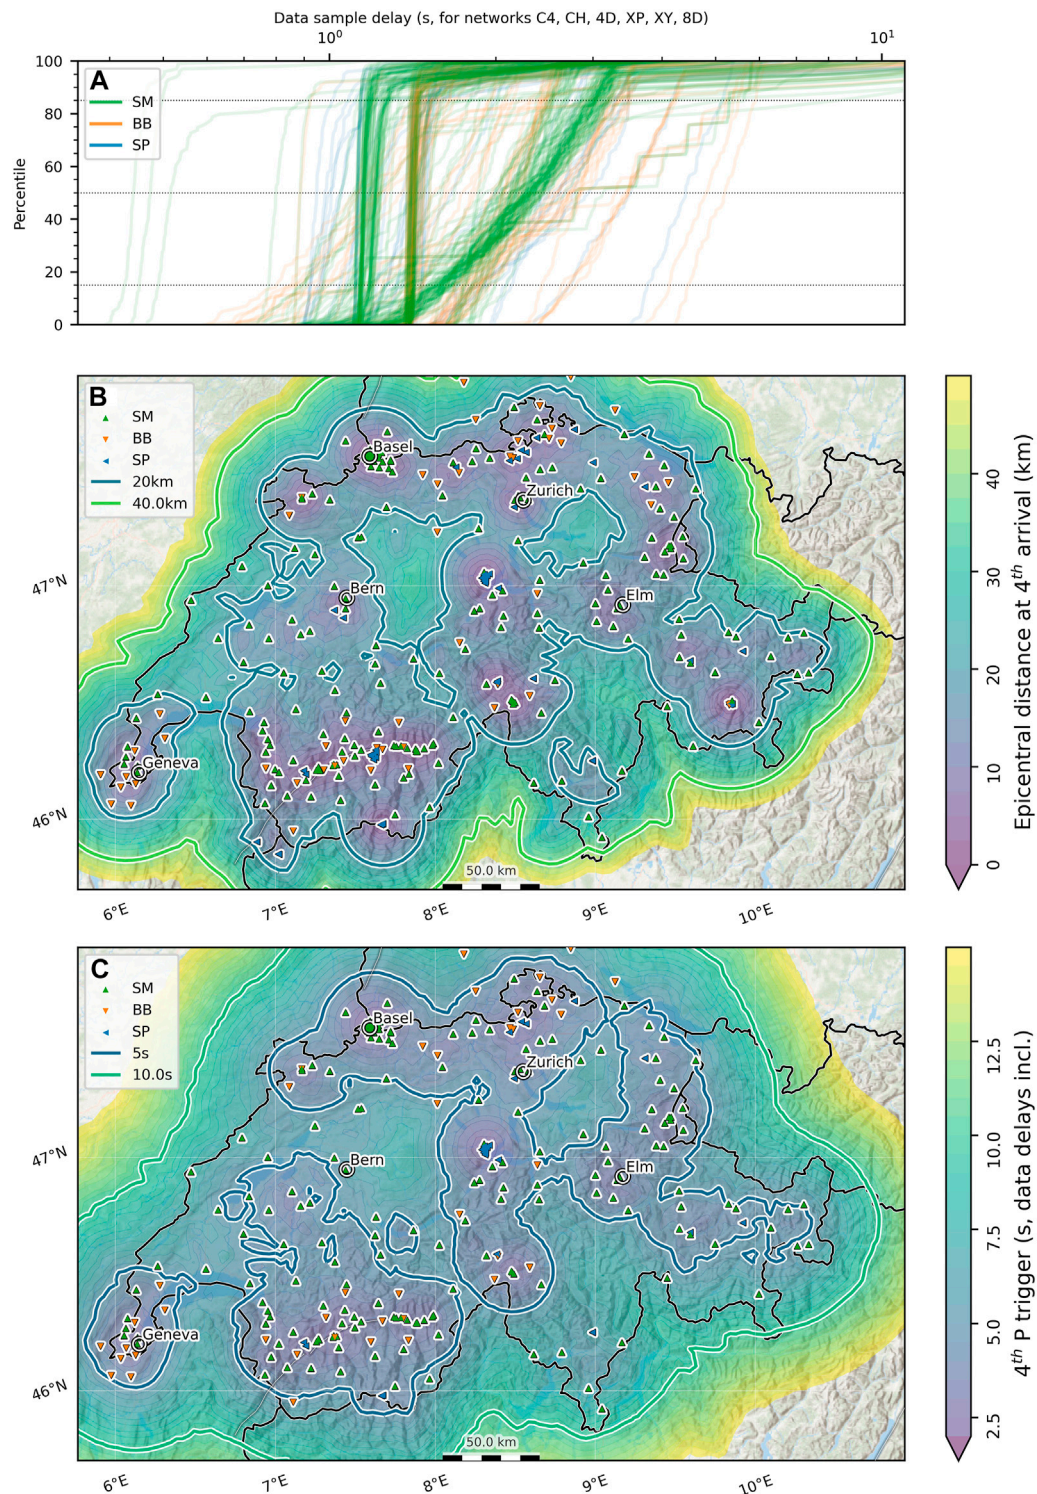 Data sample delay (s, for networks C4, CH, 4D, XP, XY, 8D)
10⁰ 10¹
A
SM
BB
SP
Percentile
100
80
60
40
20
0
B
SM
BB
SP
20km
40.0km
Basel
Zurich
Bern
Elm
Geneva
47°N
46°N
50.0 km
6°E 7°E 8°E 9°E 10°E
40
30
20
10
0
Epicentral distance at 4ᵗʰ arrival (km)
C
SM
BB
SP
5s
10.0s
Basel
Zurich
Bern
Elm
Geneva
47°N
46°N
50.0 km
6°E 7°E 8°E 9°E 10°E
12.5
10.0
7.5
5.0
2.5
4ᵗʰ P trigger (s, data delays incl.)